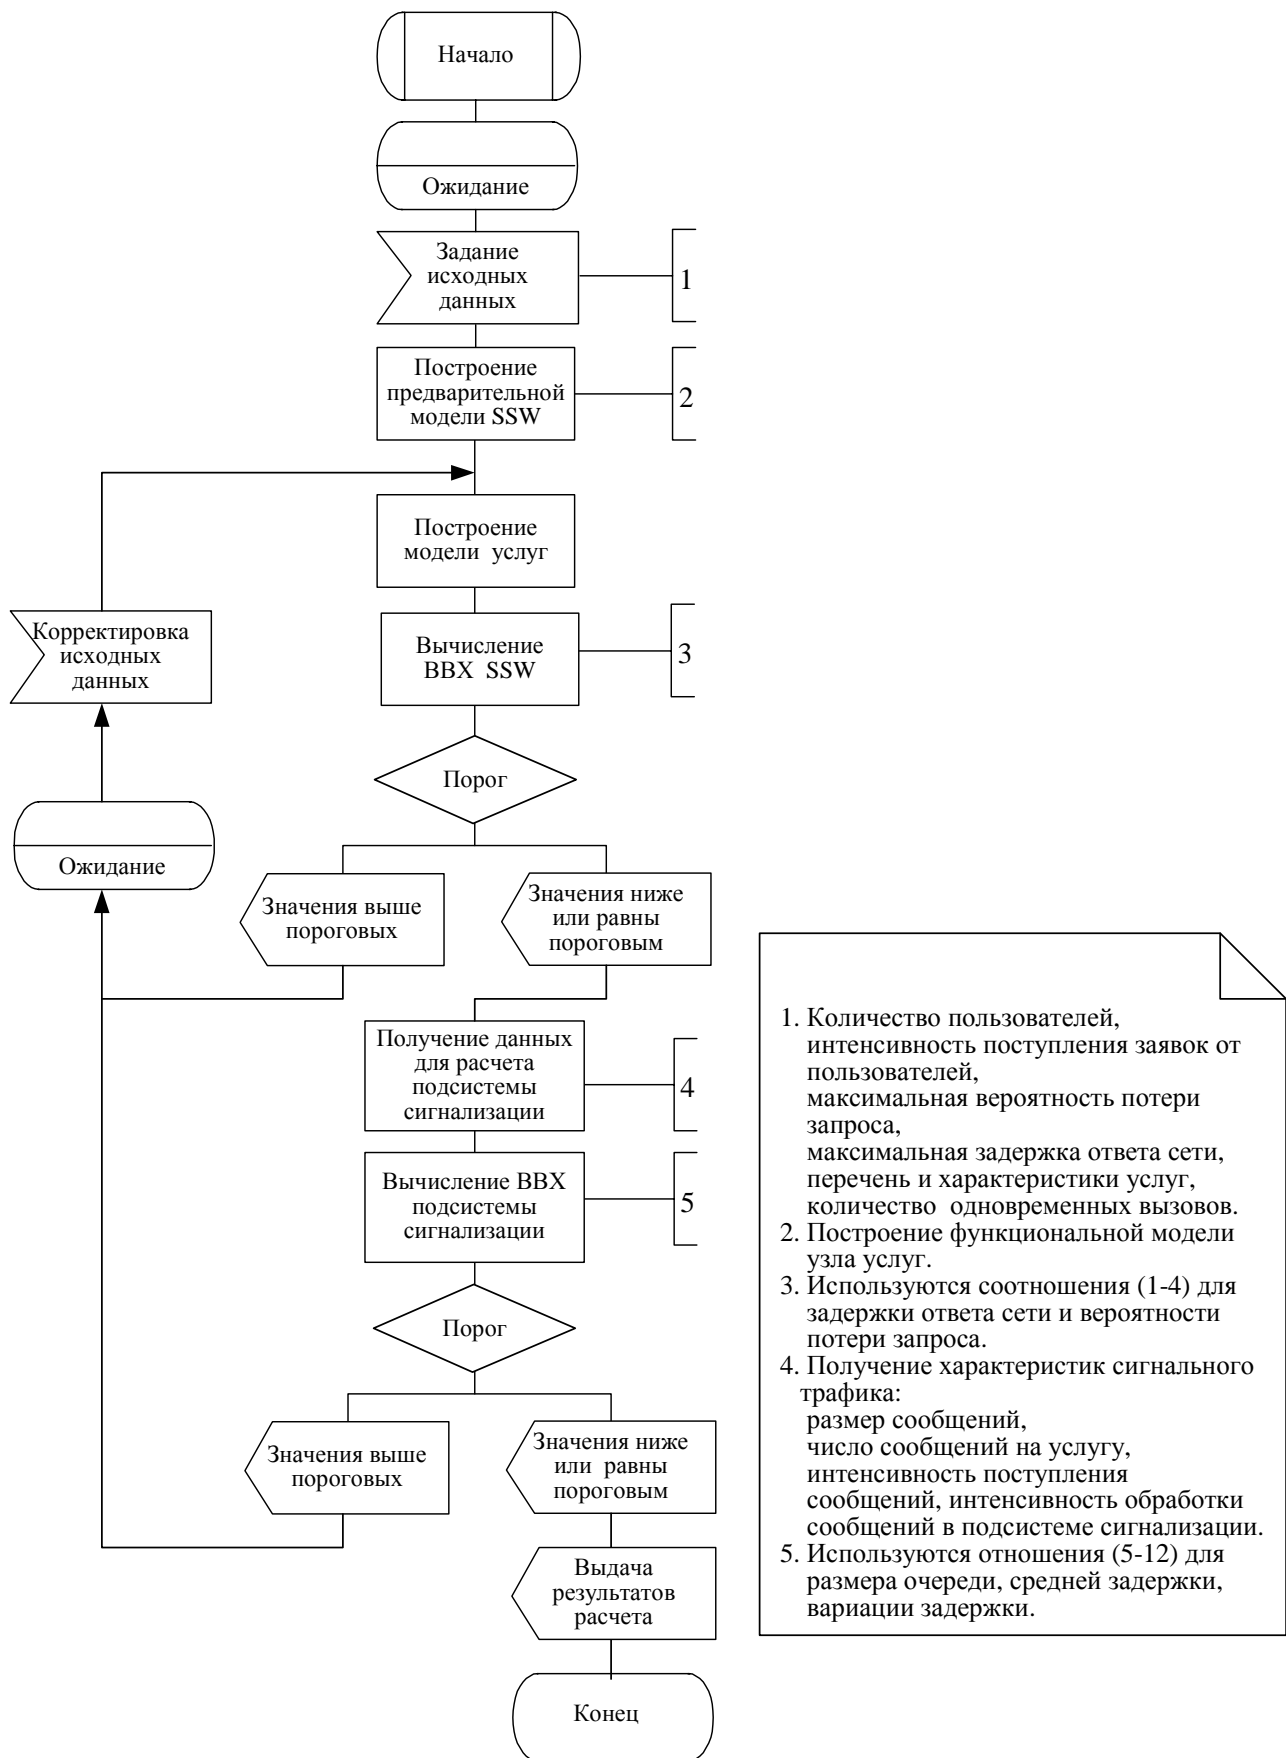 Начало
Ожидание
Задание
исходных
данных
1
Построение
предварительной
модели SSW
2
Построение
модели услуг
Корректировка
исходных
данных
Вычисление
ВВХ SSW
3
Порог
Ожидание
Значения выше
пороговых
Значения ниже
или равны
пороговым
Получение данных
для расчета
подсистемы
сигнализации
4
Вычисление ВВХ
подсистемы
сигнализации
5
Порог
Значения выше
пороговых
Значения ниже
или равны
пороговым
Выдача
результатов
расчета
Конец
1. Количество пользователей,
интенсивность поступления заявок от
пользователей,
максимальная вероятность потери
запроса,
максимальная задержка ответа сети,
перечень и характеристики услуг,
количество одновременных вызовов.
2. Построение функциональной модели
узла услуг.
3. Используются соотношения (1-4) для
задержки ответа сети и вероятности
потери запроса.
4. Получение характеристик сигнального
трафика:
размер сообщений,
число сообщений на услугу,
интенсивность поступления
сообщений, интенсивность обработки
сообщений в подсистеме сигнализации.
5. Используются отношения (5-12) для
размера очереди, средней задержки,
вариации задержки.